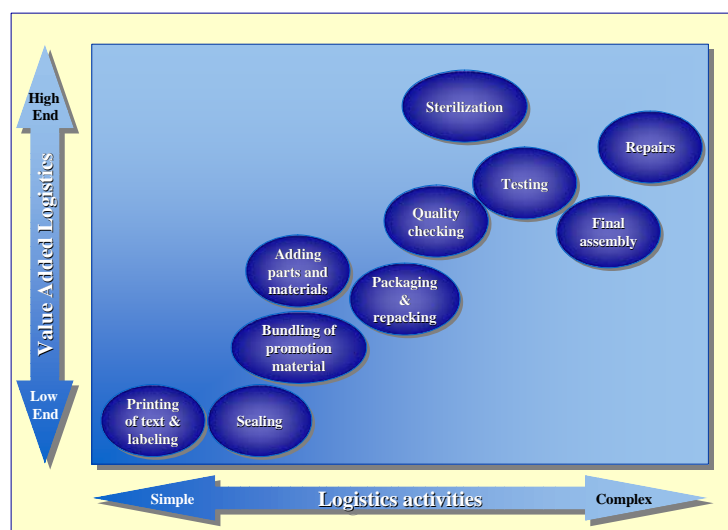 High
End
Value Added Logistics
Low
End
Sterilization
Repairs
Testing
Quality
checking
Final
assembly
Adding
parts and
materials
Packaging
&
repacking
Bundling of
promotion
material
Printing
of text &
labeling
Sealing
Simple
Logistics activities
Complex